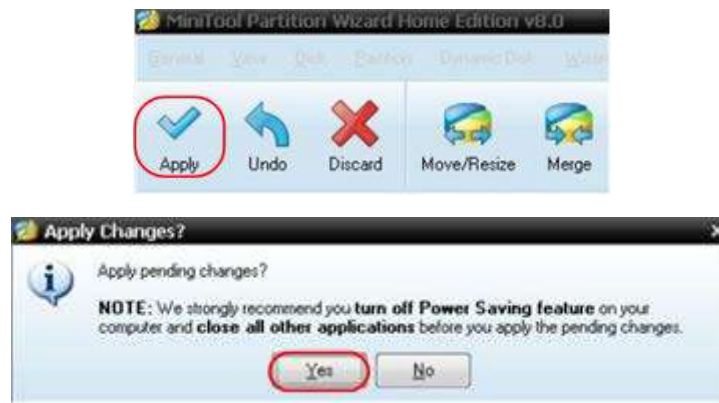 MiniTool Partition Wizard Home Edition v8.0
General View Disk Partition Dynamic Disk
Apply Undo Discard Move/Resize Merge
Apply Changes?
Apply pending changes?
NOTE: We strongly recommend you turn off Power Saving feature on your
computer and close all other applications before you apply the pending changes.
Yes No